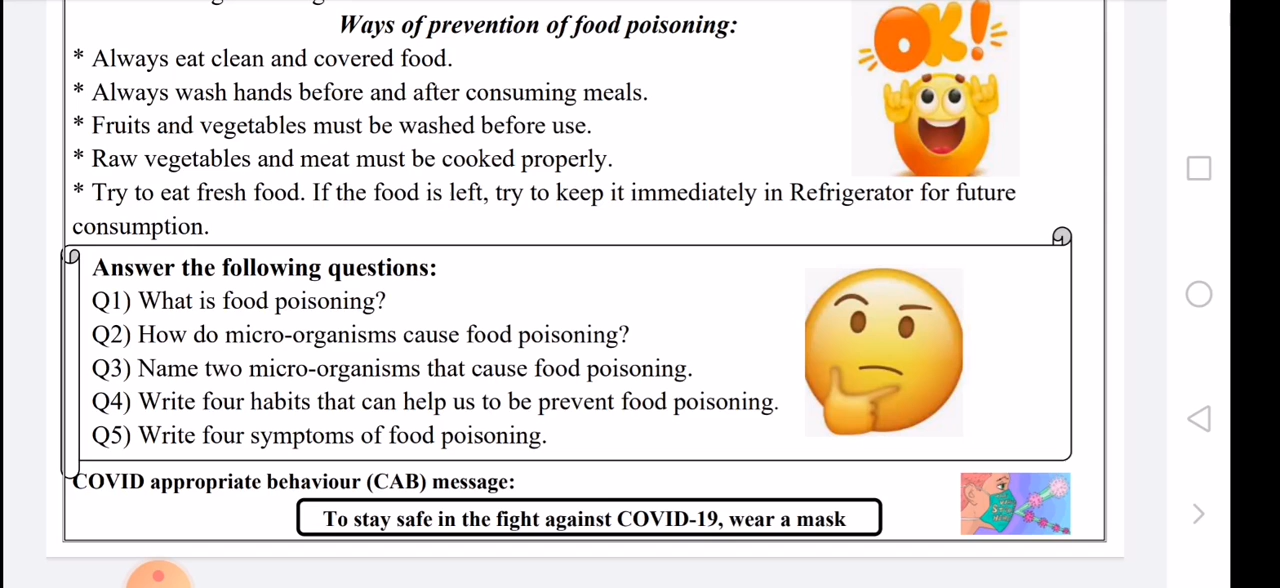 Ways of prevention of food poisoning:
OK!
* Always eat clean and covered food.
* Always wash hands before and after consuming meals.
* Fruits and vegetables must be washed before use.
* Raw vegetables and meat must be cooked properly.
* Try to eat fresh food. If the food is left, try to keep it immediately in Refrigerator for future
consumption.
Answer the following questions:
Q1) What is food poisoning?
Q2) How do micro-organisms cause food poisoning?
Q3) Name two micro-organisms that cause food poisoning.
Q4) Write four habits that can help us to be prevent food poisoning.
Q5) Write four symptoms of food poisoning.
COVID appropriate behaviour (CAB) message:
To stay safe in the fight against COVID-19, wear a mask